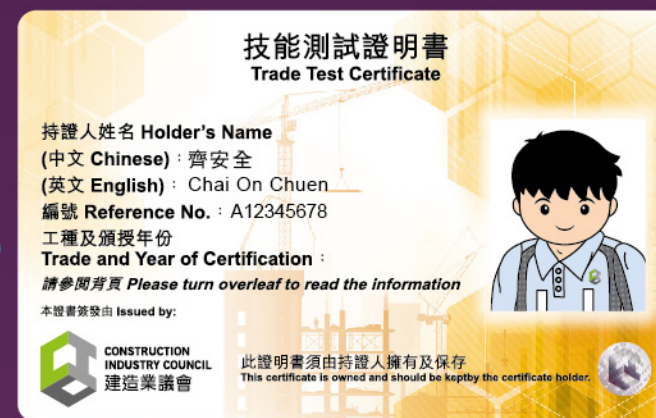 技能測試證明書
Trade Test Certificate
持證人姓名 Holder's Name
(中文 Chinese)：齊安全
(英文 English)： Chai On Chuen
編號 Reference No.：A12345678
工種及頒授年份
Trade and Year of Certification：
請參閱背頁 Please turn overleaf to read the information
本證書簽發由 Issued by:
CONSTRUCTION
INDUSTRY COUNCIL
建造業議會
此證明書須由持證人擁有及保存
This certificate is owned and should be keptby the certificate holder.